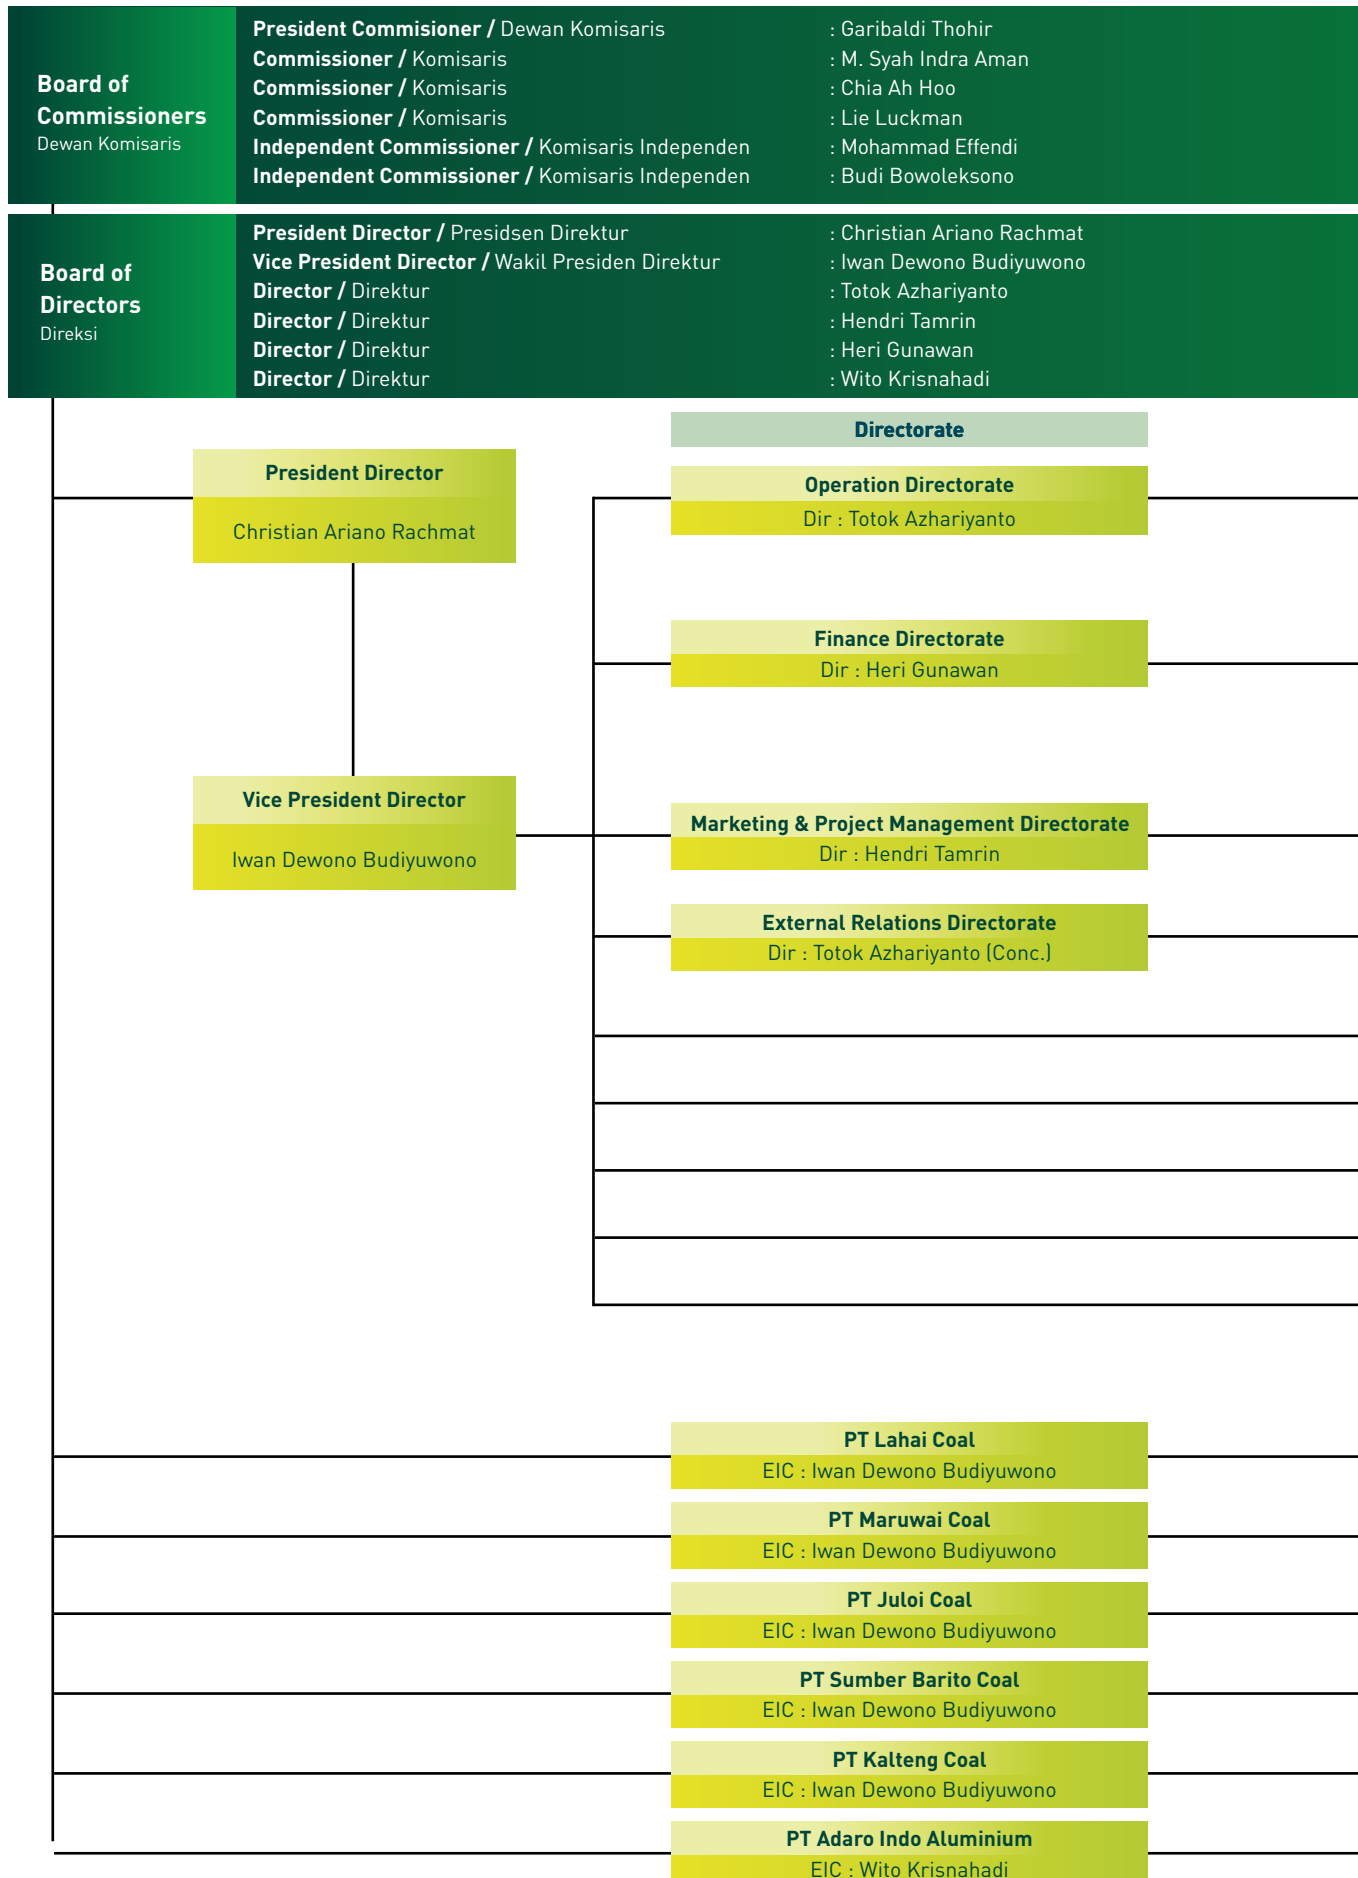 Board of
Commissioners
Dewan Komisaris
President Commisioner / Dewan Komisaris : Garibaldi Thohir
Commissioner / Komisaris : M. Syah Indra Aman
Commissioner / Komisaris : Chia Ah Hoo
Commissioner / Komisaris : Lie Luckman
Independent Commissioner / Komisaris Independen : Mohammad Effendi
Independent Commissioner / Komisaris Independen : Budi Bowoleksono
Board of
Directors
Direksi
President Director / Presidsen Direktur : Christian Ariano Rachmat
Vice President Director / Wakil Presiden Direktur : Iwan Dewono Budiyuwono
Director / Direktur : Totok Azhariyanto
Director / Direktur : Hendri Tamrin
Director / Direktur : Heri Gunawan
Director / Direktur : Wito Krisnahadi
Directorate
President Director
Christian Ariano Rachmat
Operation Directorate
Dir : Totok Azhariyanto
Finance Directorate
Dir : Heri Gunawan
Vice President Director
Iwan Dewono Budiyuwono
Marketing & Project Management Directorate
Dir : Hendri Tamrin
External Relations Directorate
Dir : Totok Azhariyanto (Conc.)
PT Lahai Coal
EIC : Iwan Dewono Budiyuwono
PT Maruwai Coal
EIC : Iwan Dewono Budiyuwono
PT Juloi Coal
EIC : Iwan Dewono Budiyuwono
PT Sumber Barito Coal
EIC : Iwan Dewono Budiyuwono
PT Kalteng Coal
EIC : Iwan Dewono Budiyuwono
PT Adaro Indo Aluminium
EIC : Wito Krisnahadi